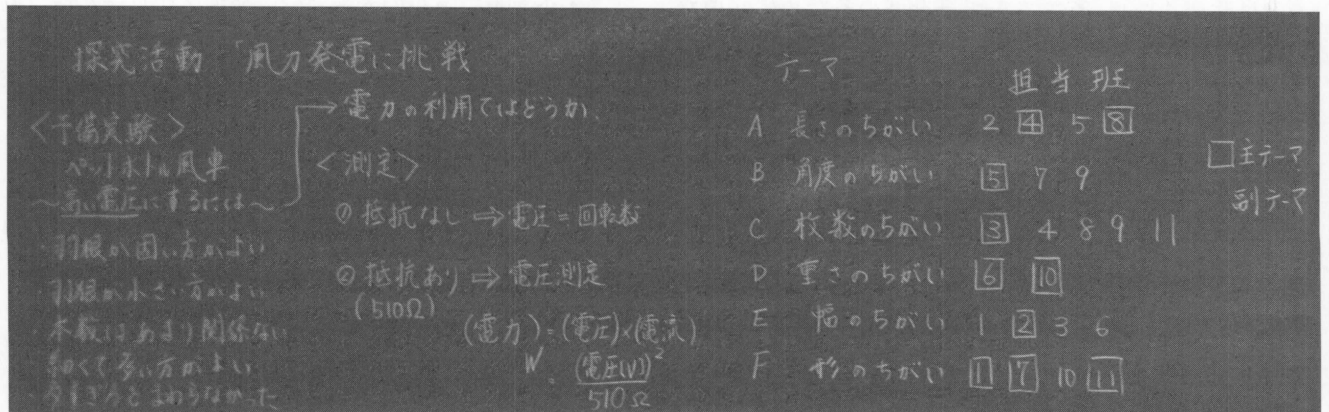 探究活動 「風力発電に挑戦
〈予備実験〉
ペットボトル風車
〜高い電圧にするには〜
・羽根が固い方がよい
・羽根が小さい方がよい
・本数はあまり関係ない
・細くて多い方がよい
・多すぎるとまわらなかった
→電力の利用てはどうか、
〈測定〉
① 抵抗なし ⇒ 電圧=回転数
② 抵抗あり ⇒ 電圧測定
(510Ω)
(電力)=(電圧)×(電流)
W = (電圧(V))²
510Ω
テーマ 担当班
A 長さのちがい 2 4 5 8
B 角度のちがい 5 7 9
C 枚数のちがい 3 4 8 9 11
D 重さのちがい 6 10
E 幅のちがい 1 2 3 6
F 形のちがい 1 7 10 11
□主テーマ
副テーマ